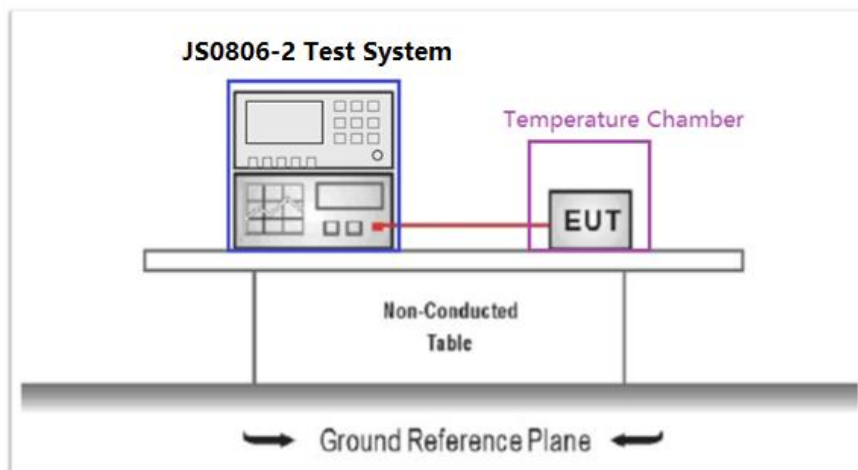 JS0806-2 Test System
Temperature Chamber
EUT
Non-Conducted
Table
Ground Reference Plane